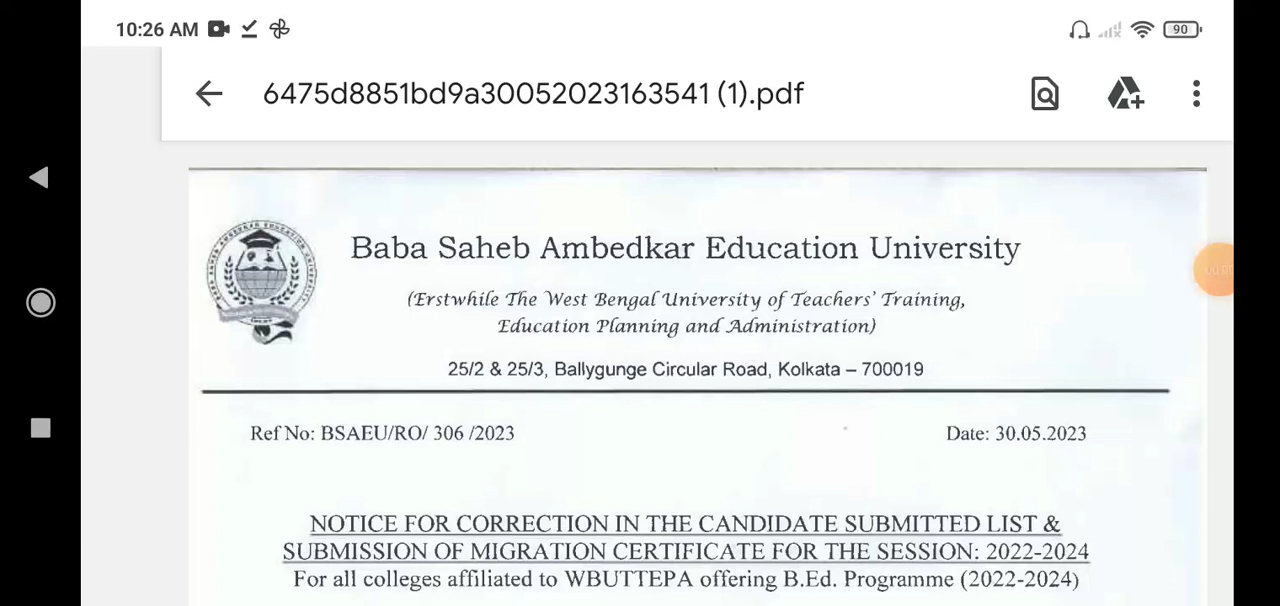 10:26 AM
90
6475d8851bd9a30052023163541 (1).pdf
Baba Saheb Ambedkar Education University
(Erstwhile The West Bengal University of Teachers' Training,
Education Planning and Administration)
25/2 & 25/3, Ballygunge Circular Road, Kolkata – 700019
Ref No: BSAEU/RO/ 306 /2023
Date: 30.05.2023
NOTICE FOR CORRECTION IN THE CANDIDATE SUBMITTED LIST &
SUBMISSION OF MIGRATION CERTIFICATE FOR THE SESSION: 2022-2024
For all colleges affiliated to WBUTTEPA offering B.Ed. Programme (2022-2024)